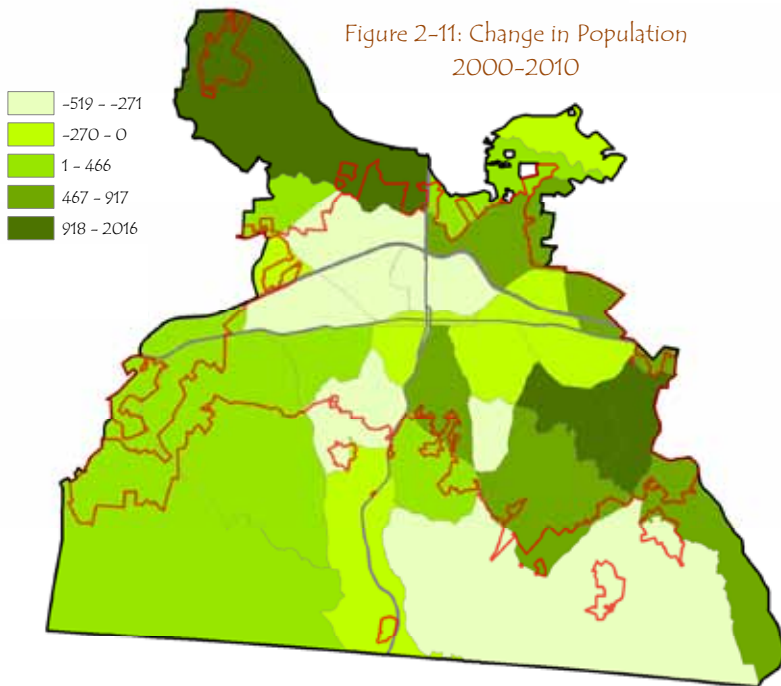 Figure 2-11: Change in Population
2000-2010
-519 - -271
-270 - 0
1 - 466
467 - 917
918 - 2016